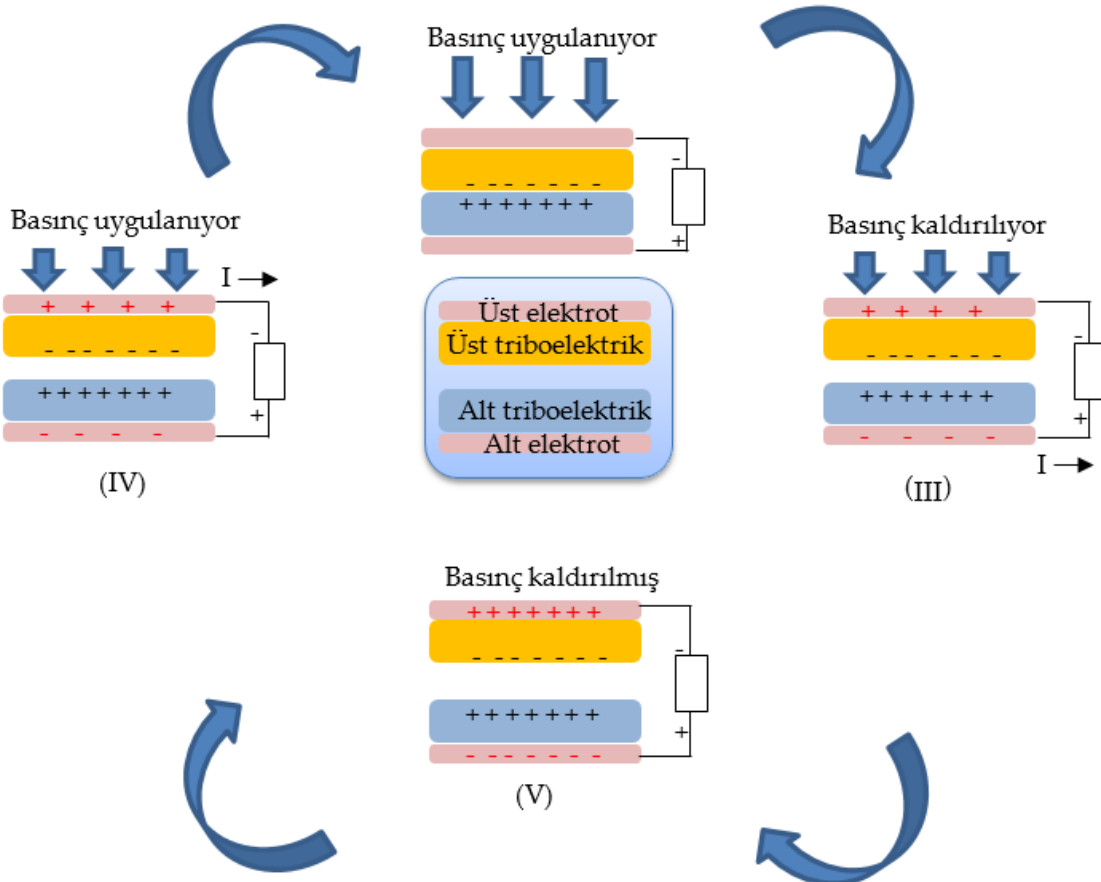 Basınç uygulanıyor
-
- - - - - - -
+ + + + + + +
+
Basınç uygulanıyor
I
+ + + +
-
- - - - - - -
+ + + + + + +
+
- - - -
(IV)
Üst elektrot
Üst triboelektrik
Alt triboelektrik
Alt elektrot
Basınç kaldırılıyor
+ + + +
-
- - - - - - -
+ + + + + + +
+
- - - -
I
(III)
Basınç kaldırılmış
+ + + + + + +
-
- - - - - - -
+ + + + + + +
+
- - - - - - -
(V)